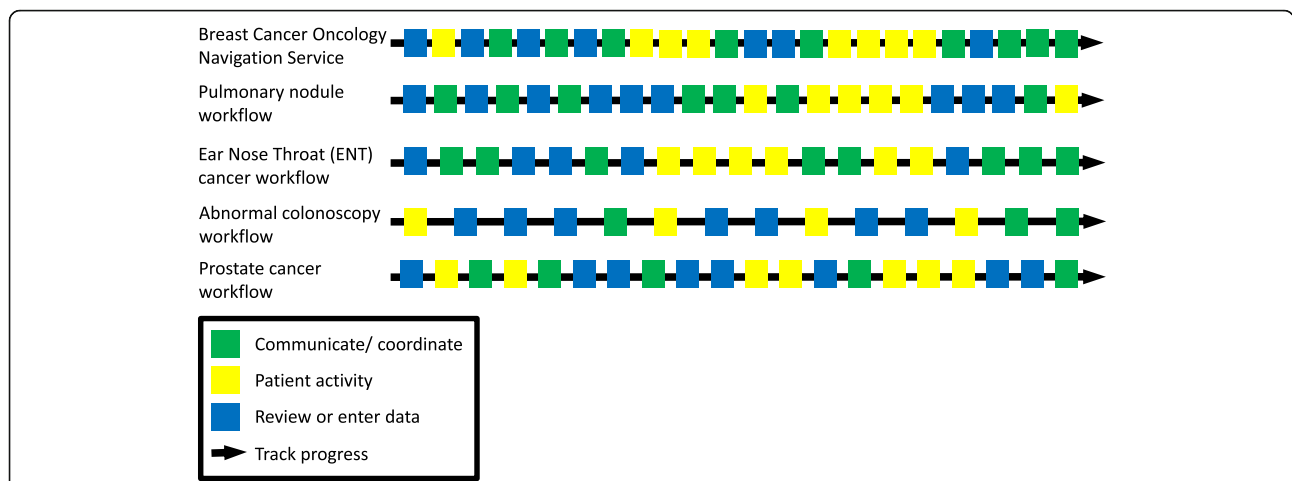 Breast Cancer Oncology
Navigation Service
Pulmonary nodule
workflow
Ear Nose Throat (ENT)
cancer workflow
Abnormal colonoscopy
workflow
Prostate cancer
workflow
Communicate/ coordinate
Patient activity
Review or enter data
Track progress